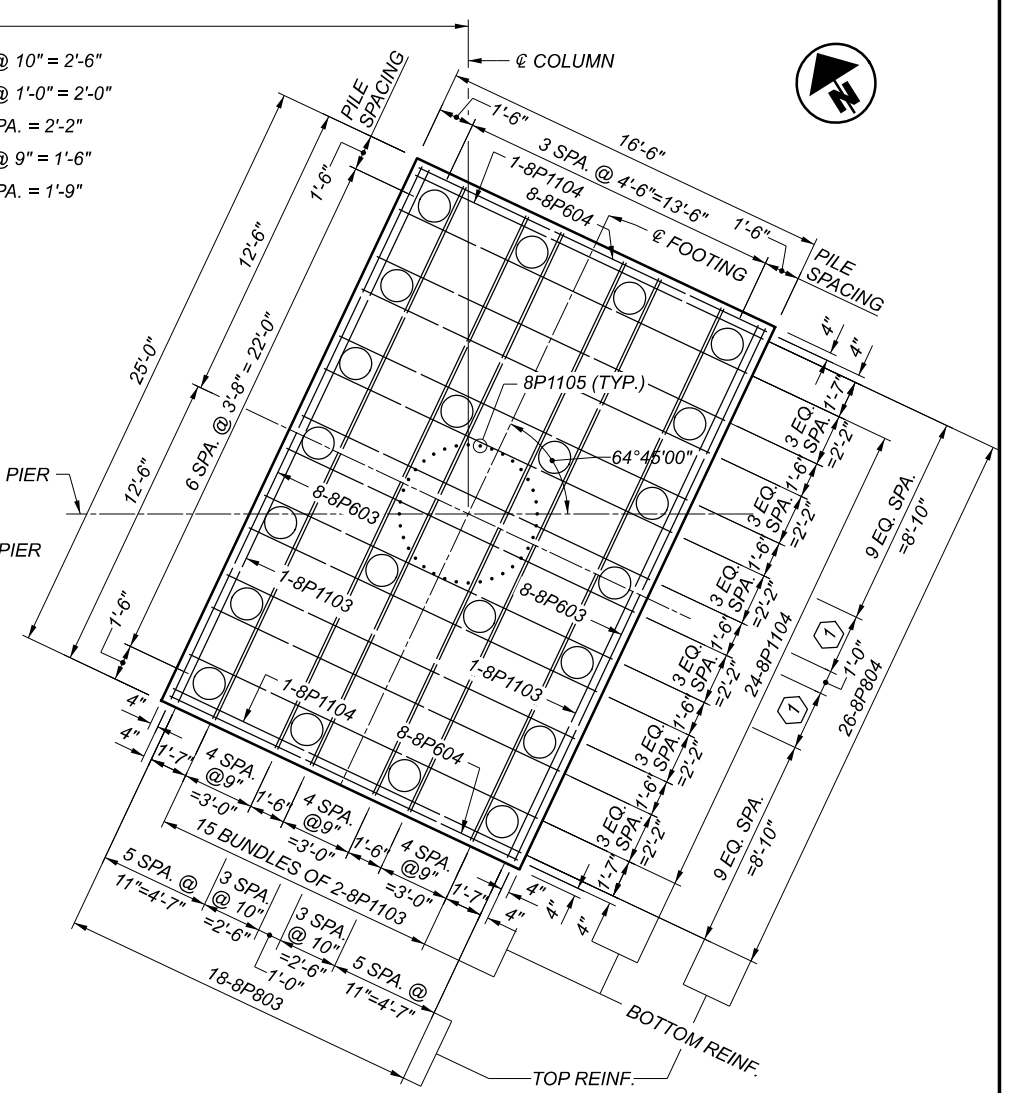 @ 10" = 2'-6"
@ 1'-0" = 2'-0"
PA. = 2'-2"
@ 9" = 1'-6"
PA. = 1'-9"
℄ COLUMN
N
PILE
SPACING
1'-6"
16'-6"
3 SPA. @ 4'-6"=13'-6"
1-8P1104
8-8P604
1'-6"
℄ FOOTING
PILE
SPACING
1'-6"
12'-6"
25'-0"
6 SPA. @ 3'-8" = 22'-0"
12'-6"
1'-6"
PIER
PIER
8P1105 (TYP.)
64°45'00"
8-8P603
1-8P1103
8-8P603
1-8P1103
1-8P1104
8-8P604
4"
4"
1'-7"
3 EQ.
SPA.
=2'-2"
1'-6"
3 EQ.
SPA.
=2'-2"
1'-6"
3 EQ.
SPA.
=2'-2"
1'-6"
3 EQ.
SPA.
=2'-2"
1'-6"
3 EQ.
SPA.
=2'-2"
1'-6"
3 EQ.
SPA.
=2'-2"
1'-7"
4"
4"
24-8P1104
9 EQ. SPA.
=8'-10"
1
1'-0"
1
9 EQ. SPA.
=8'-10"
26-8P804
4"
4"
1'-7"
4 SPA.
@9"
=3'-0"
1'-6"
4 SPA.
@9"
=3'-0"
1'-6"
4 SPA.
@9"
=3'-0"
1'-7"
4"
4"
15 BUNDLES OF 2-8P1103
5 SPA. @
11"=4'-7"
3 SPA.
@ 10"
=2'-6"
1'-0"
3 SPA.
@ 10"
=2'-6"
5 SPA. @
11"=4'-7"
18-8P803
BOTTOM REINF.
TOP REINF.